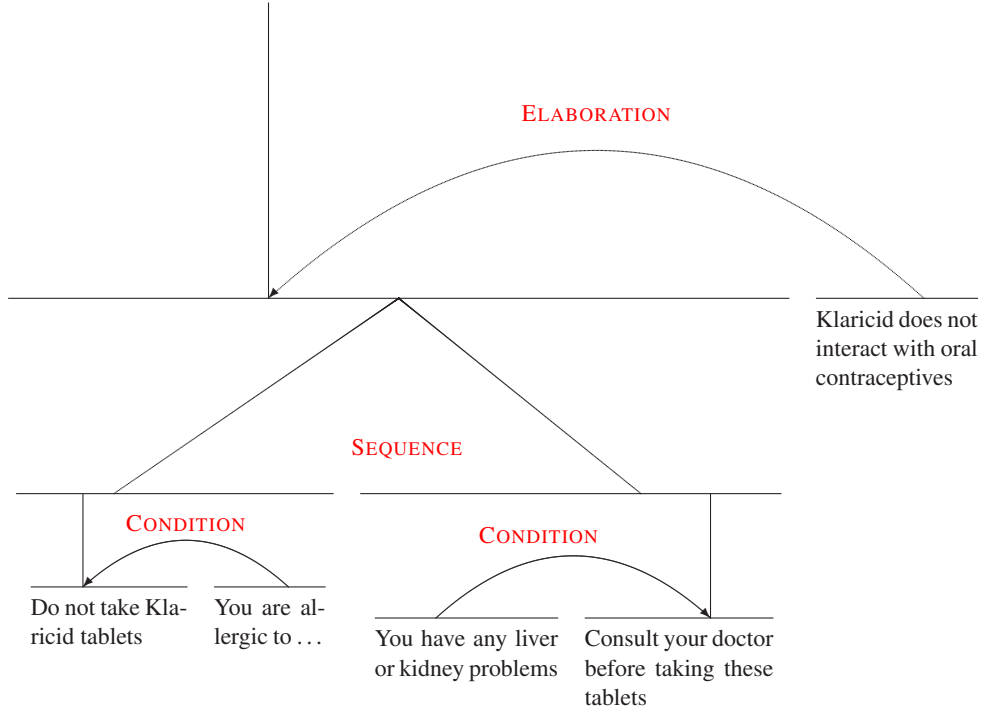 ELABORATION
Klaricid does not
interact with oral
contraceptives
SEQUENCE
CONDITION
CONDITION
Do not take Kla-
ricid tablets
You are al-
lergic to ...
You have any liver
or kidney problems
Consult your doctor
before taking these
tablets